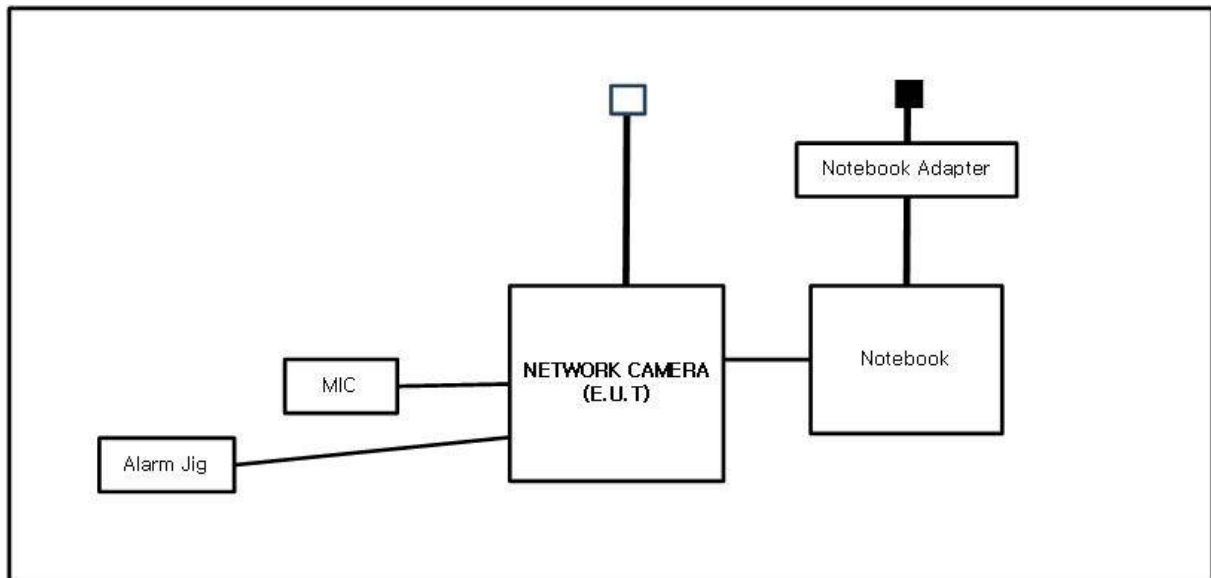 Notebook Adapter
NETWORK CAMERA
(E.U.T)
Notebook
MIC
Alarm Jig